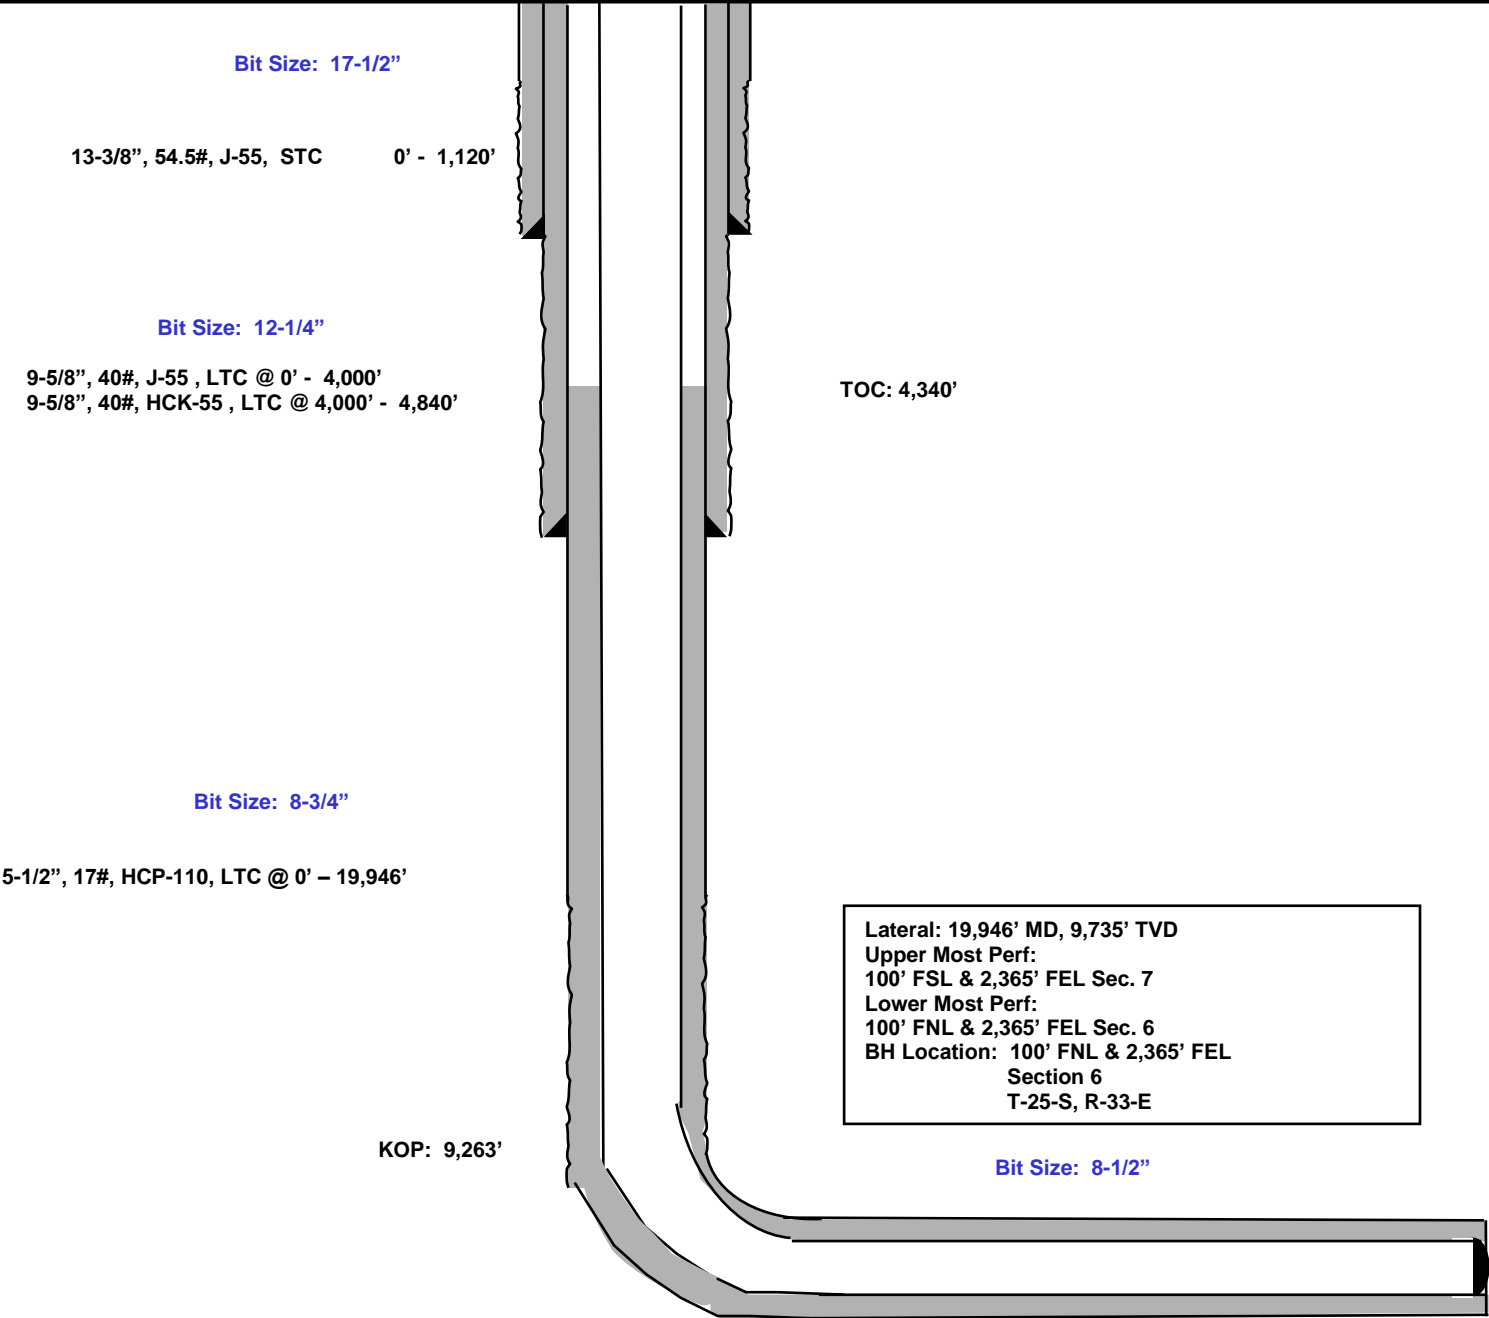 Bit Size: 17-1/2”
13-3/8”, 54.5#, J-55, STC 0’ - 1,120’
Bit Size: 12-1/4”
9-5/8”, 40#, J-55 , LTC @ 0’ - 4,000’
9-5/8”, 40#, HCK-55 , LTC @ 4,000’ - 4,840’
TOC: 4,340’
Bit Size: 8-3/4”
5-1/2”, 17#, HCP-110, LTC @ 0’ – 19,946’
Lateral: 19,946’ MD, 9,735’ TVD
Upper Most Perf:
100’ FSL & 2,365’ FEL Sec. 7
Lower Most Perf:
100’ FNL & 2,365’ FEL Sec. 6
BH Location: 100’ FNL & 2,365’ FEL
Section 6
T-25-S, R-33-E
KOP: 9,263’
Bit Size: 8-1/2”